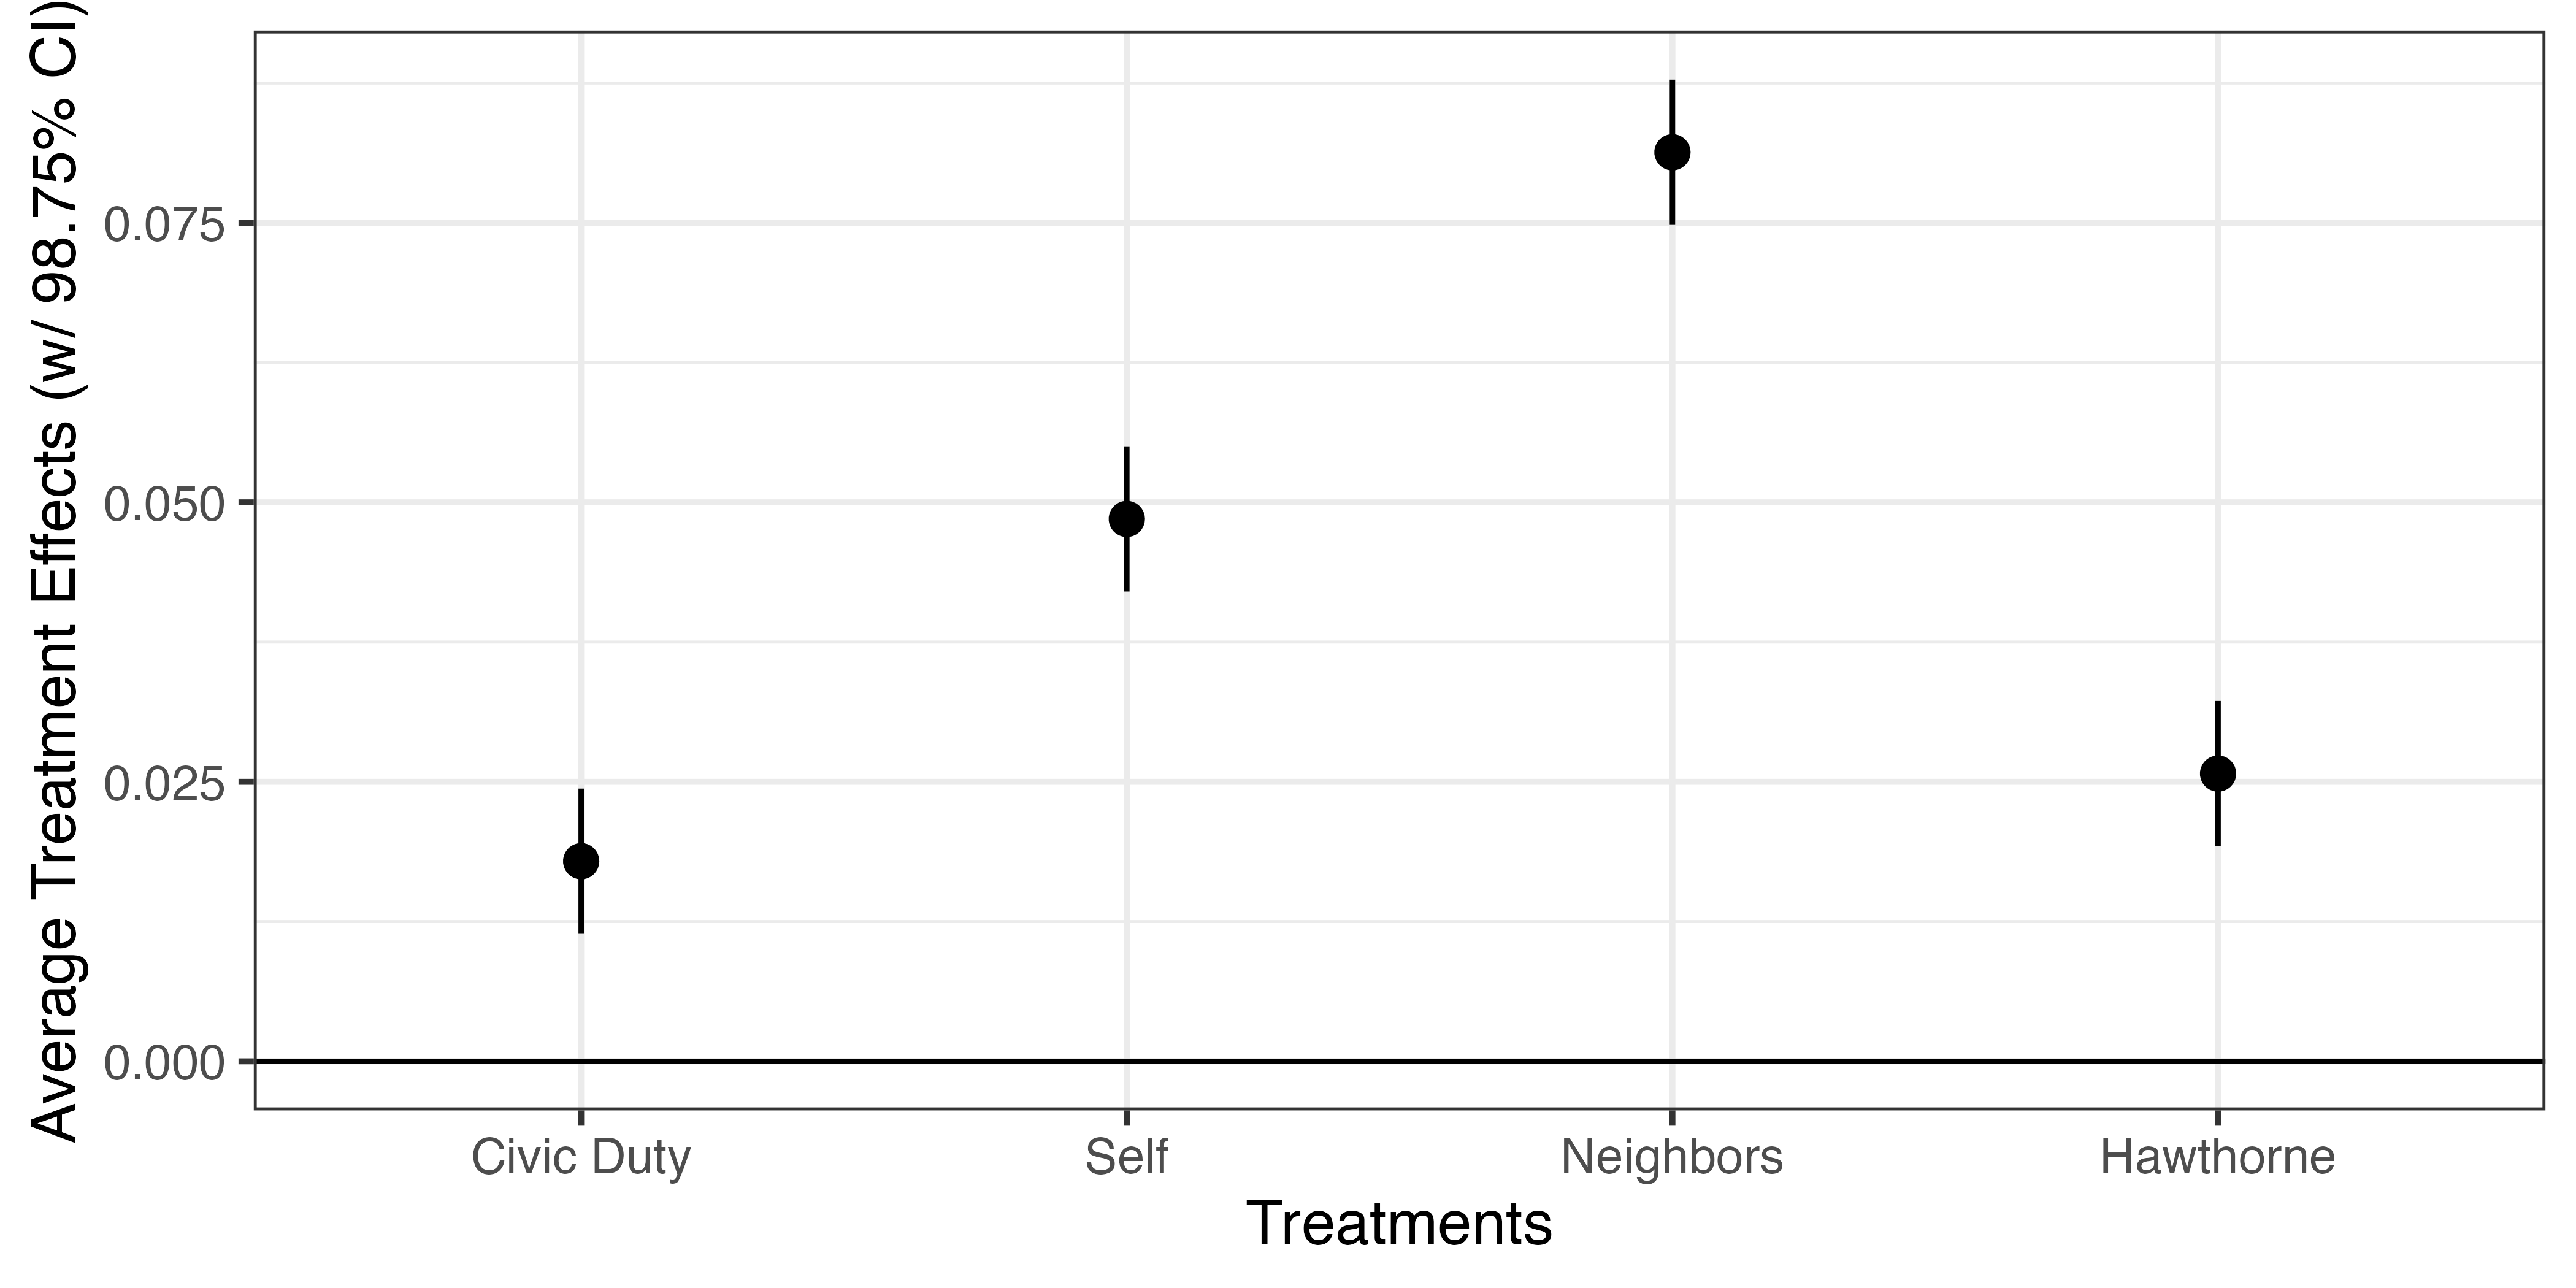 Average Treatment Effects (w/ 98.75% CI)
0.075
0.050
0.025
0.000
Civic Duty
Self
Neighbors
Hawthorne
Treatments